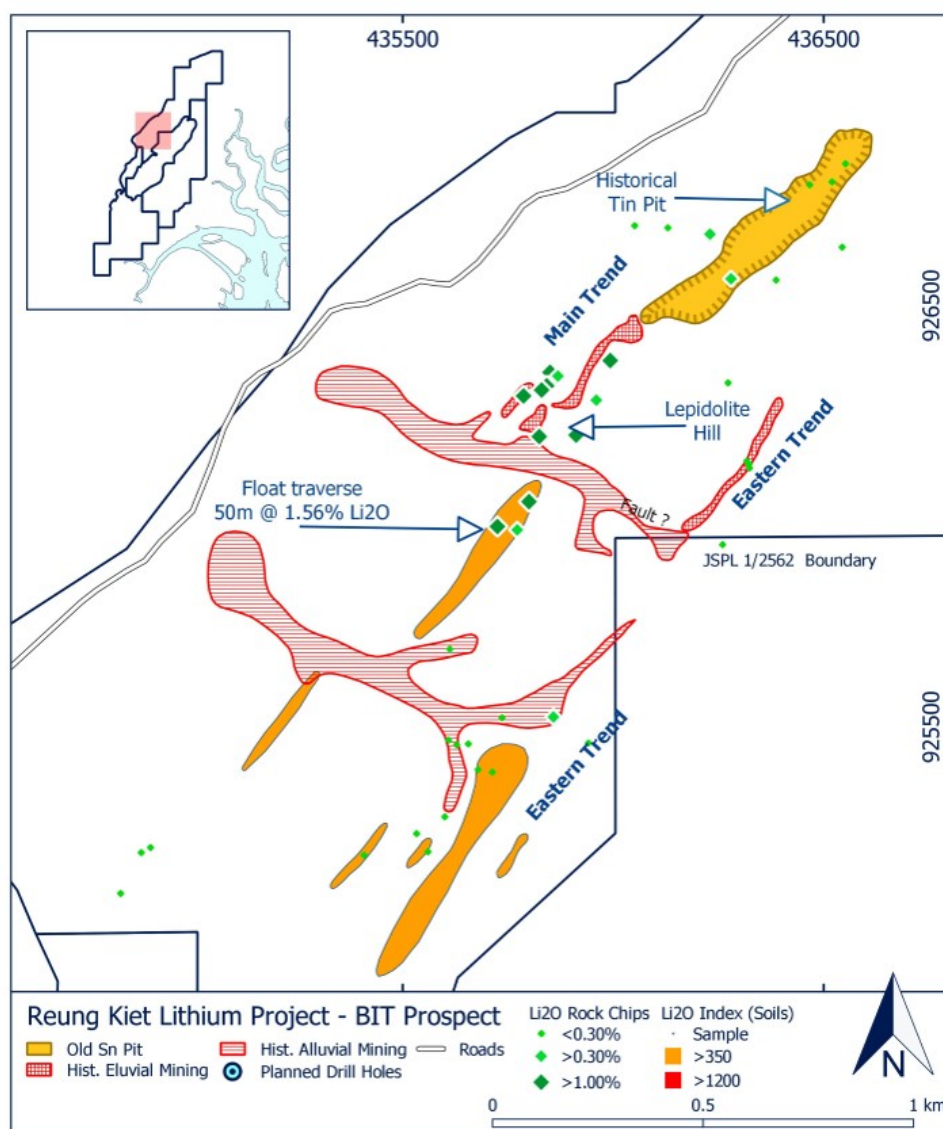 435500
436500
Historical
Tin Pit
Main Trend
926500
Lepidolite
Hill
Eastern Trend
Float traverse
50m @ 1.56% Li2O
Fault ?
JSPL 1/2562 Boundary
925500
Eastern Trend
Reung Kiet Lithium Project - BIT Prospect
Old Sn Pit
Hist. Alluvial Mining
Roads
Hist. Eluvial Mining
Planned Drill Holes
Li2O Rock Chips
<0.30%
>0.30%
>1.00%
Li2O Index (Soils)
Sample
>350
>1200
N
0
0.5
1 km